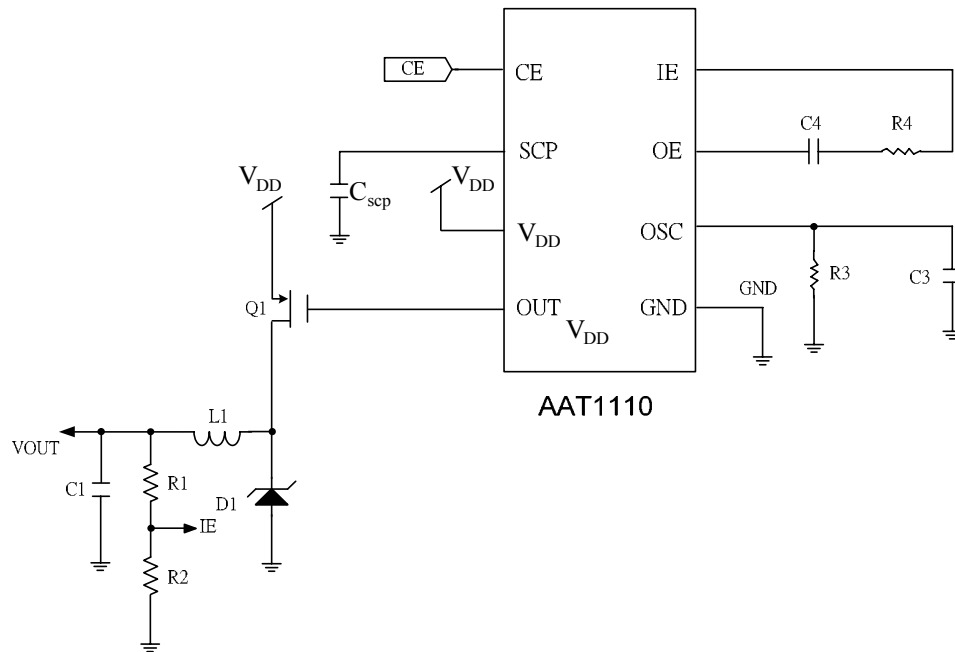 CE
CE
IE
C4
R4
SCP
OE
VDD
Cscp
VDD
VDD
OSC
R3
C3
GND
Q1
OUT
GND
VDD
AAT1110
L1
VOUT
C1
R1
D1
IE
R2